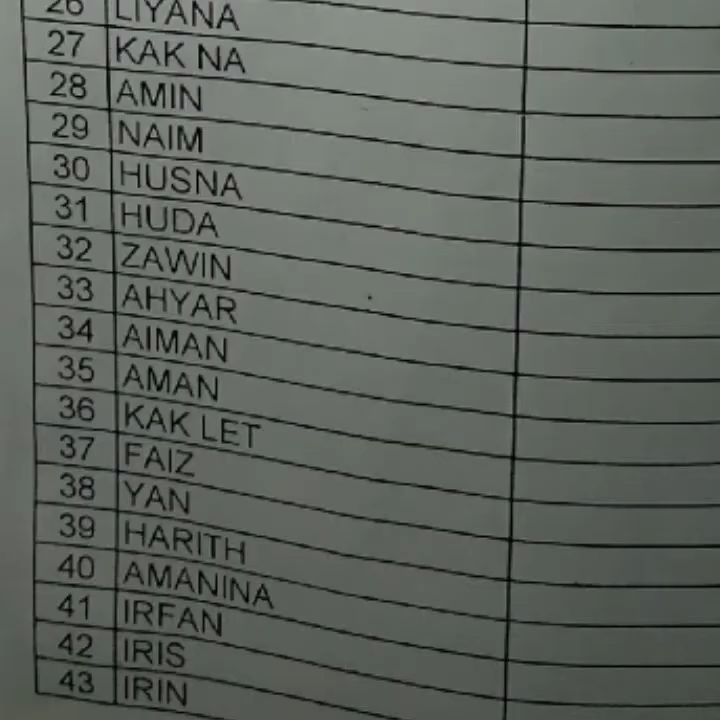 26 LIYANA
27 KAK NA
28 AMIN
29 NAIM
30 HUSNA
31 HUDA
32 ZAWIN
33 AHYAR
34 AIMAN
35 AMAN
36 KAK LET
37 FAIZ
38 YAN
39 HARITH
40 AMANINA
41 IRFAN
42 IRIS
43 IRIN